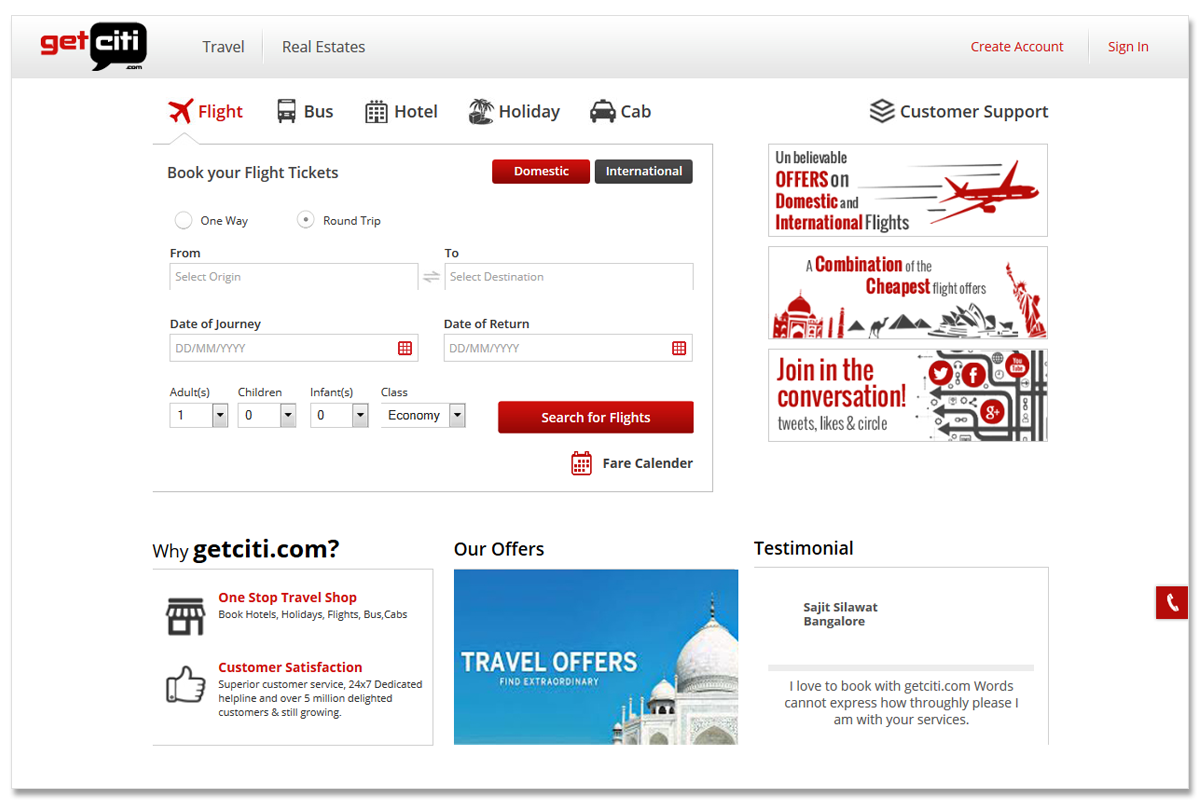 getciti
.com
Travel
Real Estates
Create Account
Sign In
Flight
Bus
Hotel
Holiday
Cab
Customer Support
Book your Flight Tickets
Domestic
International
One Way
Round Trip
From
To
Select Origin
Select Destination
Date of Journey
Date of Return
DD/MM/YYYY
DD/MM/YYYY
Adult(s)
Children
Infant(s)
Class
1
0
0
Economy
Search for Flights
Fare Calender
Un believable
OFFERS on
Domestic and
International Flights
A Combination of the
Cheapest flight offers
Join in the
conversation!
tweets, likes & circle
You
Tube
g+
Why getciti.com?
One Stop Travel Shop
Book Hotels, Holidays, Flights, Bus,Cabs
Customer Satisfaction
Superior customer service, 24x7 Dedicated
helpline and over 5 million delighted
customers & still growing.
Our Offers
TRAVEL OFFERS
FIND EXTRAORDINARY
Testimonial
Sajit Silawat
Bangalore
I love to book with getciti.com Words
cannot express how throughly please I
am with your services.